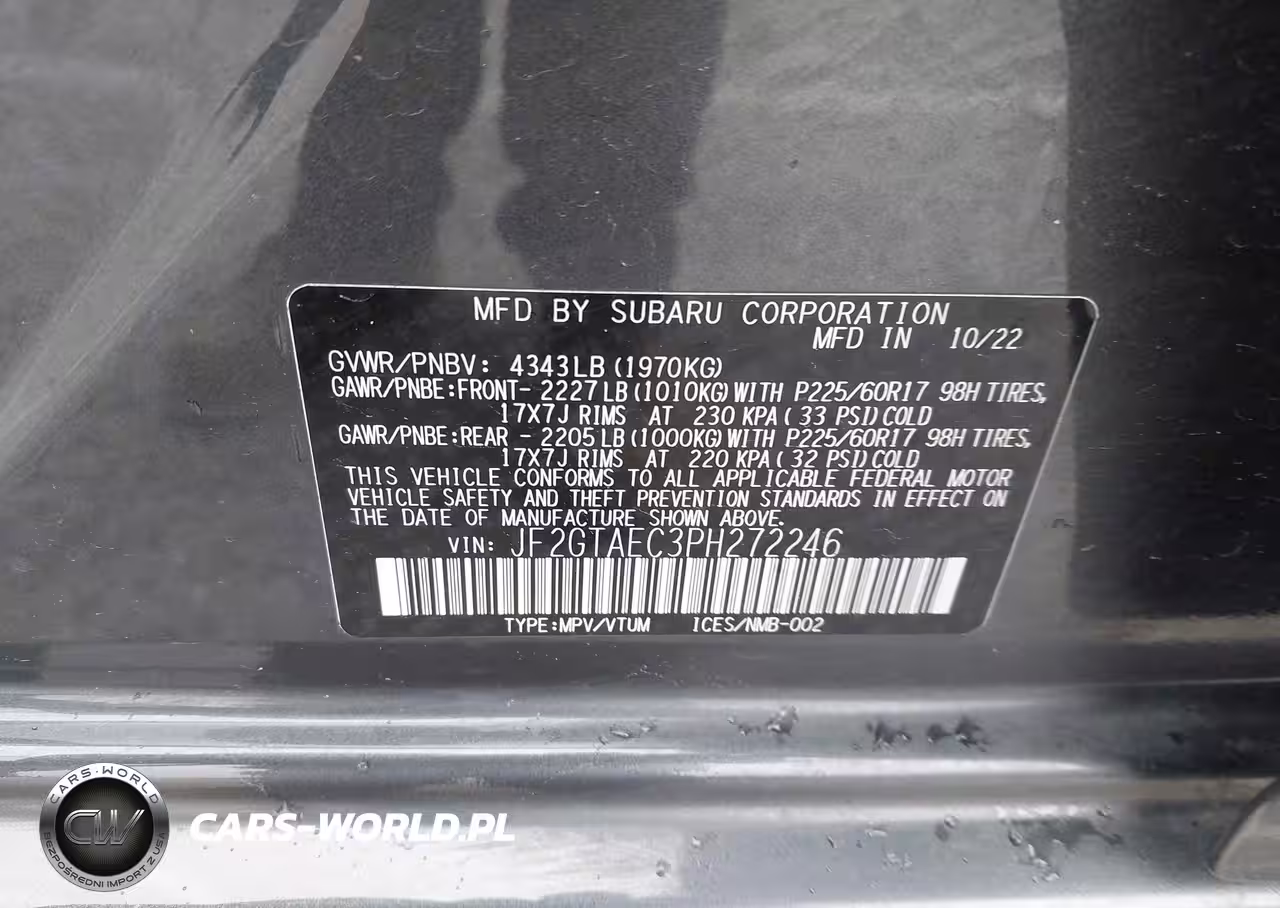 MFD BY SUBARU CORPORATION
MFD IN 10/22
GVWR/PNBV: 4343LB(1970KG)
GAWR/PNBE:FRONT- 2227LB(1010KG)WITH P225/60R17 98H TIRES,
17X7J RIMS AT 230 KPA(33 PSI)COLD
GAWR/PNBE:REAR - 2205LB(1000KG)WITH P225/60R17 98H TIRES,
17X7J RIMS AT 220 KPA(32 PSI)COLD
THIS VEHICLE CONFORMS TO ALL APPLICABLE FEDERAL MOTOR
VEHICLE SAFETY AND THEFT PREVENTION STANDARDS IN EFFECT ON
THE DATE OF MANUFACTURE SHOWN ABOVE.
VIN: JF2GTAEC3PH272246
TYPE:MPV/VTUM ICES/NMB-002
CARS-WORLD
CW
BEZPOŚREDNI IMPORT Z USA
CARS-WORLD.PL